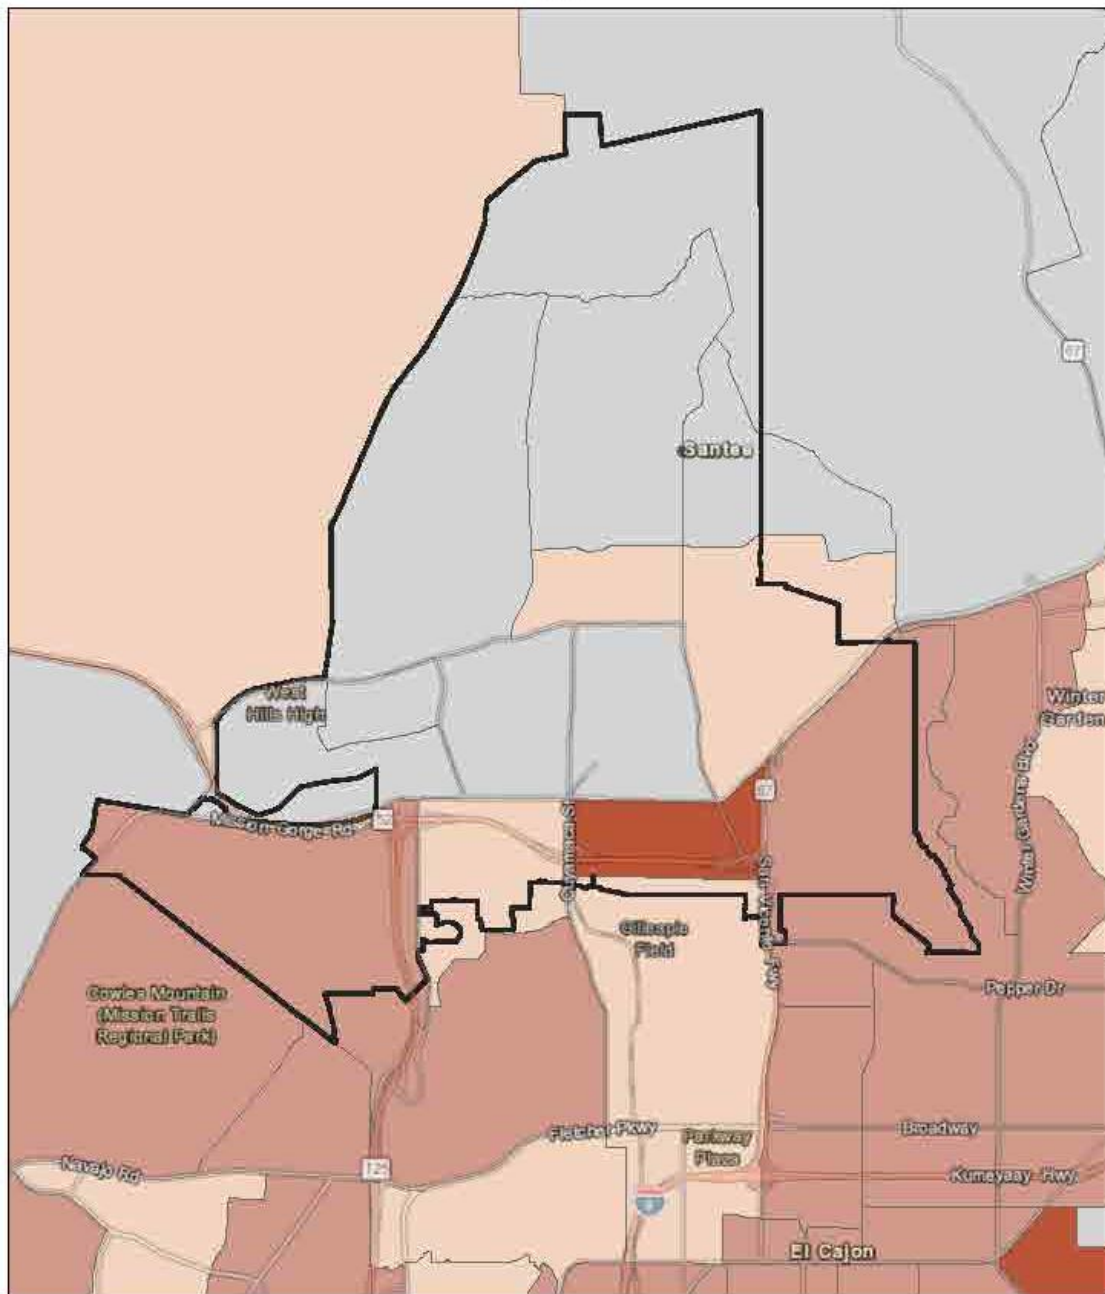 67
Santee
West
Hills High
Winter
Garden
Winter Gardens Blvd
67
52
Mission Gorge Rd
Cuyamaca St
Gillespie
Field
Cowles Mountain
(Mission Trails
Regional Park)
Pepper Dr
Fletcher Pkwy
Parkway
Plaza
Broadway
Navajo Rd
125
Kumeyaay Hwy
8
El Cajon